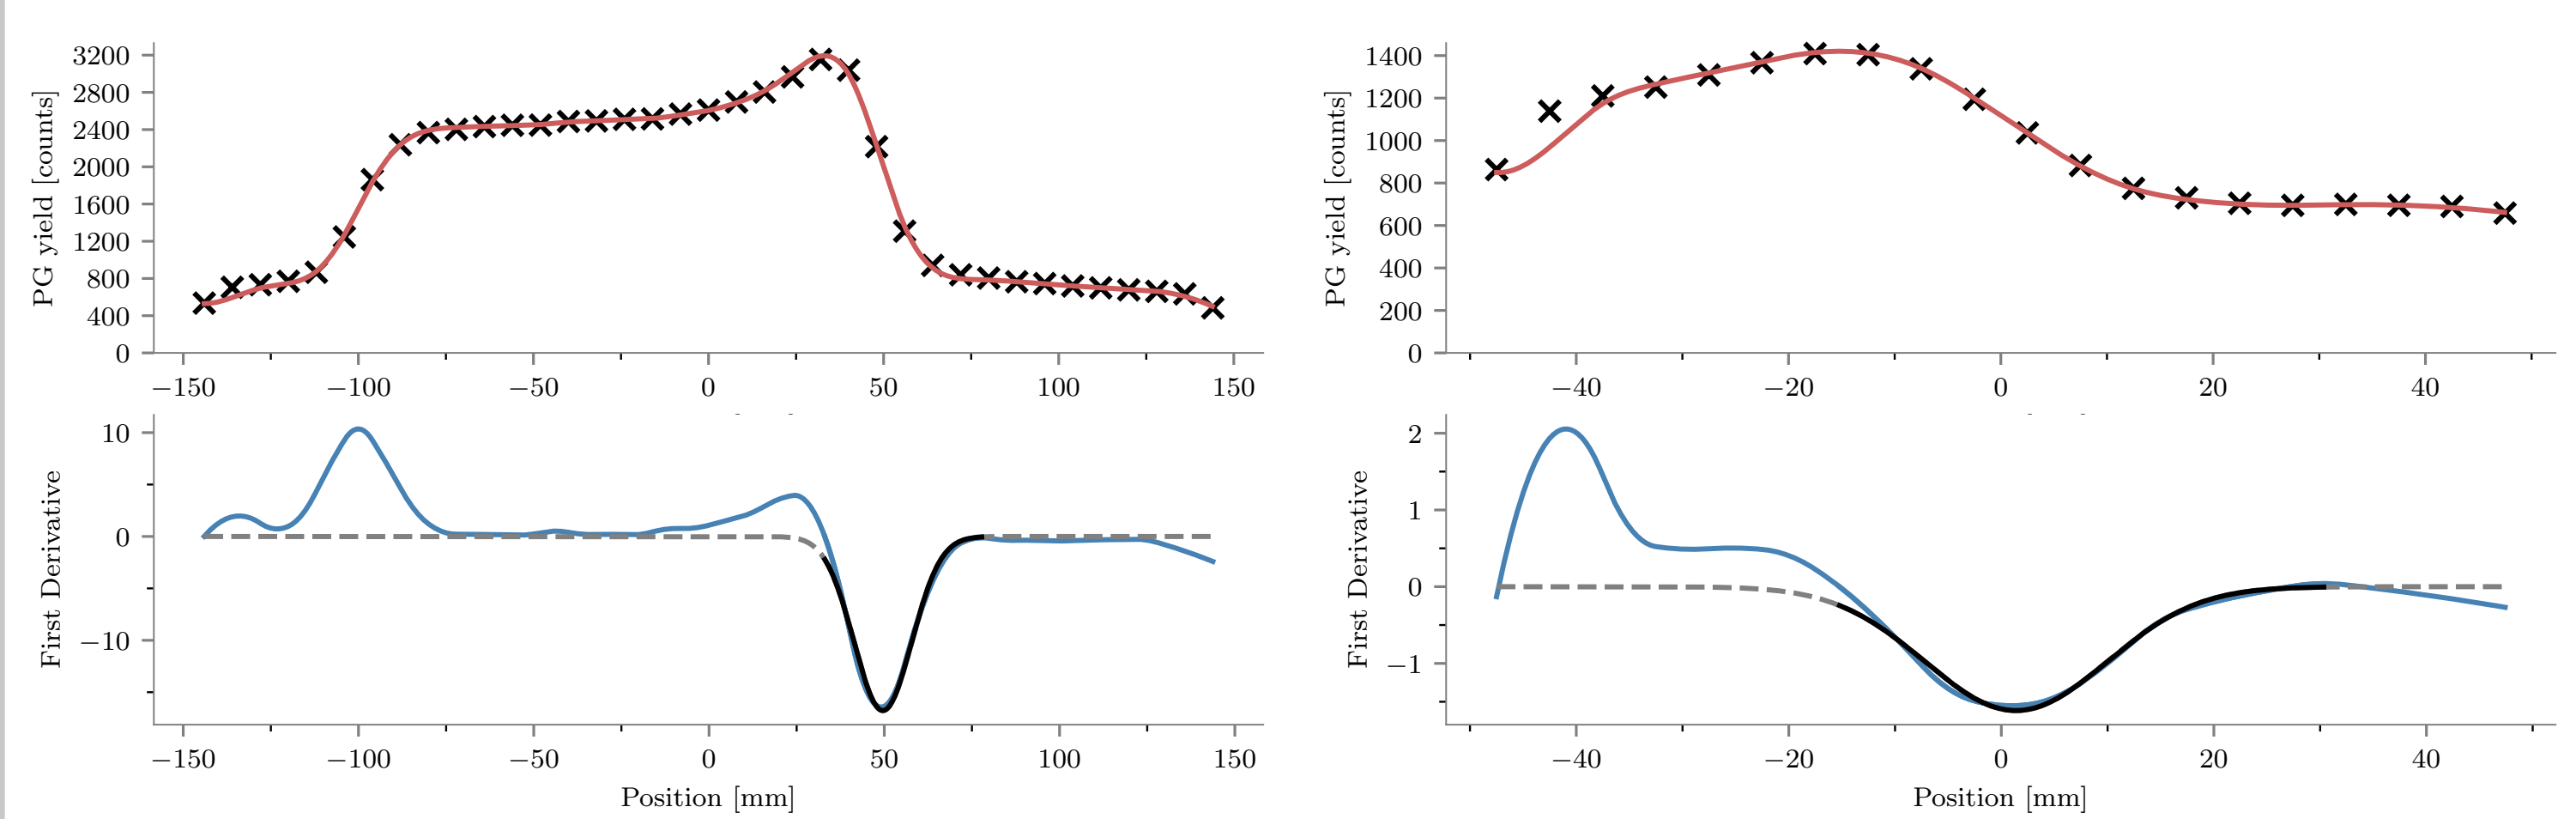 PG yield [counts]
3200
2800
2400
2000
1600
1200
800
400
0
−150 −100 −50 0 50 100 150
PG yield [counts]
1400
1200
1000
800
600
400
200
0
−40 −20 0 20 40
First Derivative
10
0
−10
−150 −100 −50 0 50 100 150
Position [mm]
First Derivative
2
1
0
−1
−40 −20 0 20 40
Position [mm]